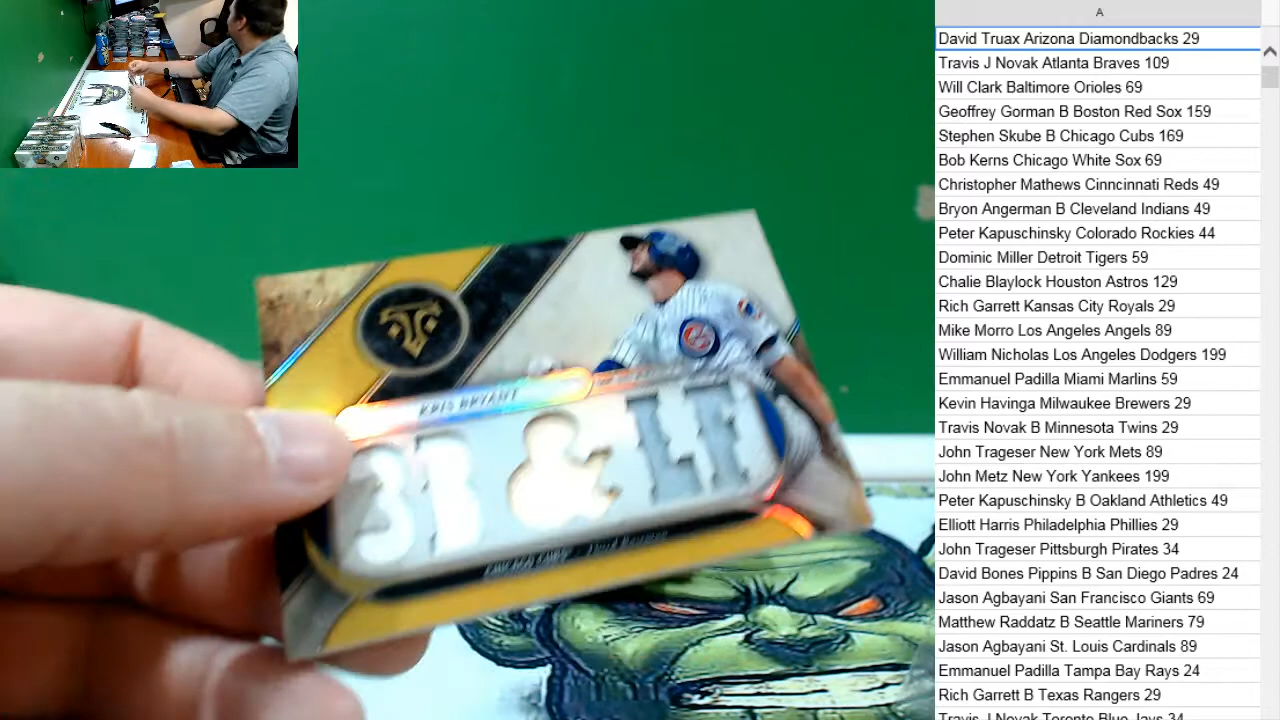 KRIS BRYANT
3B & LF
A
David Truax Arizona Diamondbacks 29
Travis J Novak Atlanta Braves 109
Will Clark Baltimore Orioles 69
Geoffrey Gorman B Boston Red Sox 159
Stephen Skube B Chicago Cubs 169
Bob Kerns Chicago White Sox 69
Christopher Mathews Cinncinnati Reds 49
Bryon Angerman B Cleveland Indians 49
Peter Kapuschinsky Colorado Rockies 44
Dominic Miller Detroit Tigers 59
Chalie Blaylock Houston Astros 129
Rich Garrett Kansas City Royals 29
Mike Morro Los Angeles Angels 89
William Nicholas Los Angeles Dodgers 199
Emmanuel Padilla Miami Marlins 59
Kevin Havinga Milwaukee Brewers 29
Travis Novak B Minnesota Twins 29
John Trageser New York Mets 89
John Metz New York Yankees 199
Peter Kapuschinsky B Oakland Athletics 49
Elliott Harris Philadelphia Phillies 29
John Trageser Pittsburgh Pirates 34
David Bones Pippins B San Diego Padres 24
Jason Agbayani San Francisco Giants 69
Matthew Raddatz B Seattle Mariners 79
Jason Agbayani St. Louis Cardinals 89
Emmanuel Padilla Tampa Bay Rays 24
Rich Garrett B Texas Rangers 29
Travis J Novak Toronto Blue Jays 34